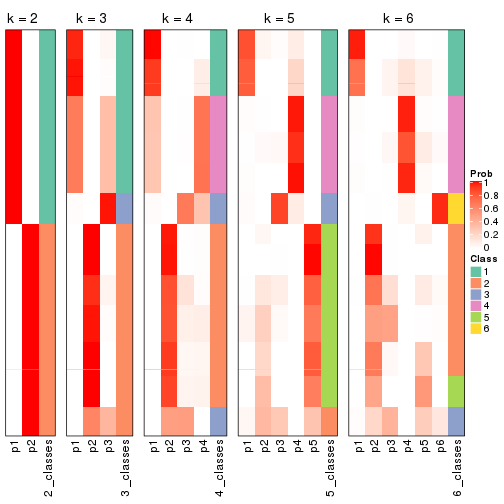 k = 2
k = 3
k = 4
k = 5
k = 6
Prob
1
0.8
0.6
0.4
0.2
0
Class
1
2
3
4
5
6
p1
p2
2_classes
p1
p2
p3
3_classes
p1
p2
p3
p4
4_classes
p1
p2
p3
p4
p5
5_classes
p1
p2
p3
p4
p5
p6
6_classes